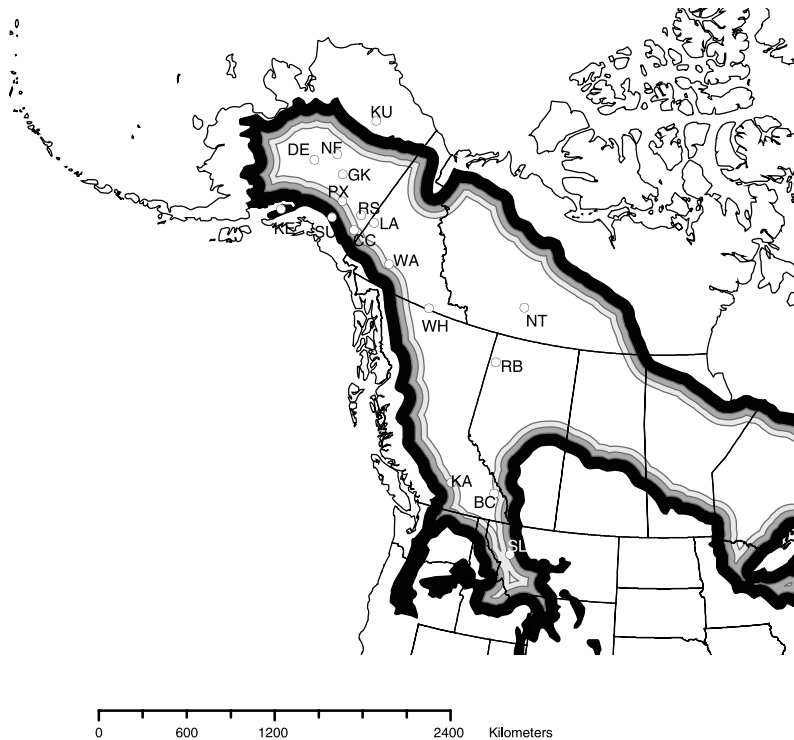 KU
DE NF
GK
PX
RS
LA
KE SU
CC
WA
WH
NT
RB
KA
BC
SL
0 600 1200 2400 Kilometers